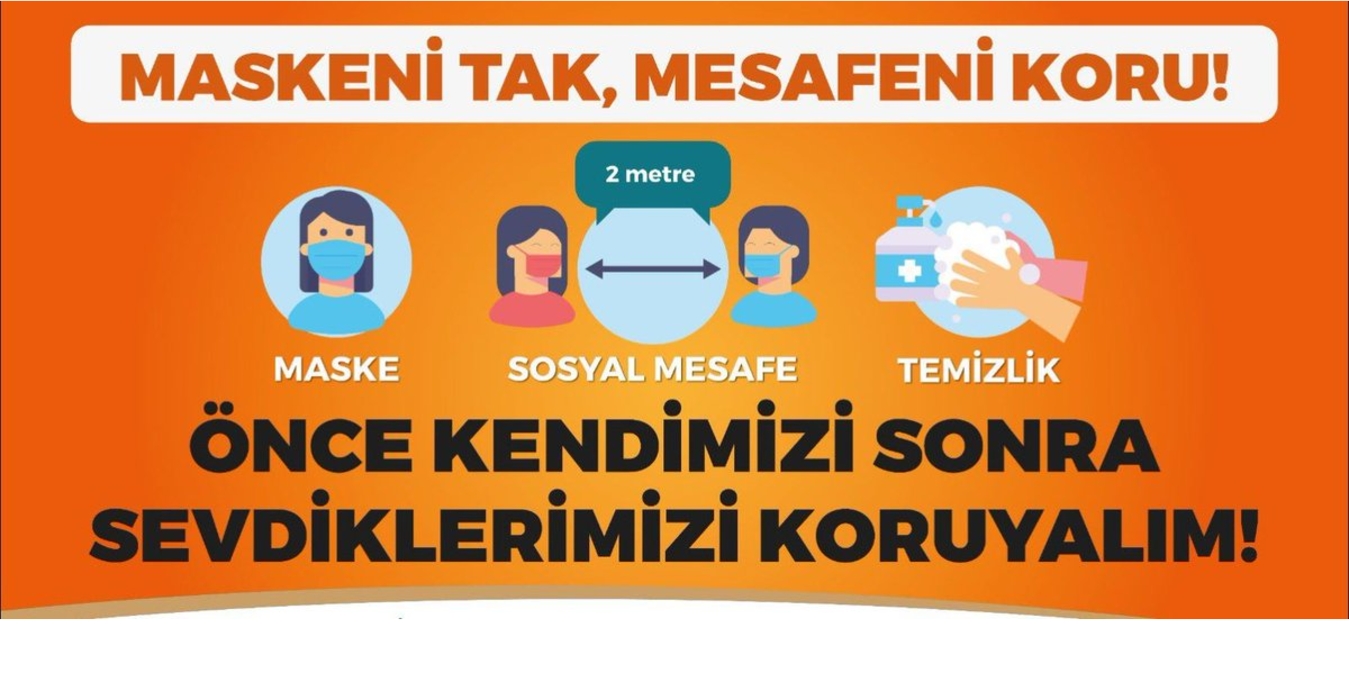 MASKENİ TAK, MESAFENİ KORU!
2 metre
MASKE
SOSYAL MESAFE
TEMİZLİK
ÖNCE KENDİMİZİ SONRA
SEVDİKLERİMİZİ KORUYALIM!